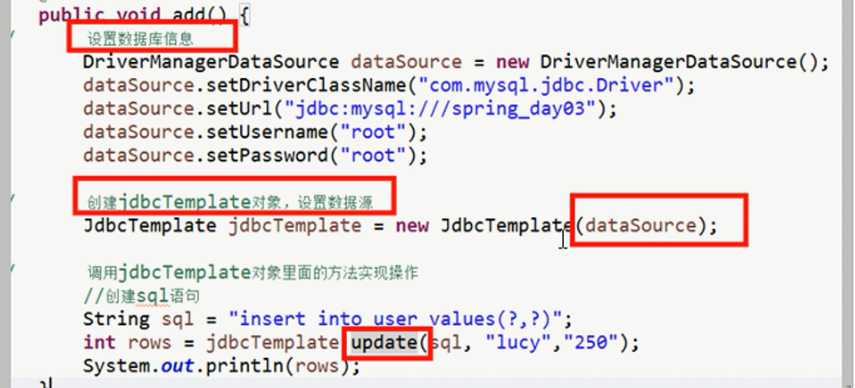 public void add() {
/ 设置数据库信息
DriverManagerDataSource dataSource = new DriverManagerDataSource();
dataSource.setDriverClassName("com.mysql.jdbc.Driver");
dataSource.setUrl("jdbc:mysql:///spring_day03");
dataSource.setUsername("root");
dataSource.setPassword("root");
/ 创建jdbcTemplate对象，设置数据源
JdbcTemplate jdbcTemplate = new JdbcTemplate(dataSource);
/ 调用jdbcTemplate对象里面的方法实现操作
//创建sql语句
String sql = "insert into user values(?,?)";
int rows = jdbcTemplate.update(sql, "lucy","250");
System.out.println(rows);
}